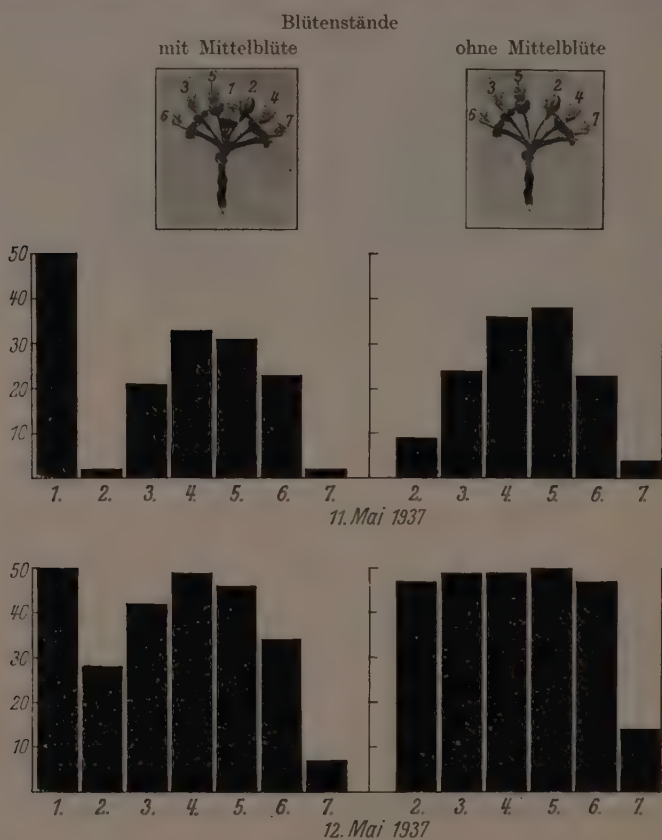 Blütenstände
mit Mittelblüte ohne Mittelblüte
5 5
3 1 2 4 3 2 4
6 7 6 7
50
40
30
20
10
1. 2. 3. 4. 5. 6. 7. 2. 3. 4. 5. 6. 7.
11. Mai 1937
50
40
30
20
10
1. 2. 3. 4. 5. 6. 7. 2. 3. 4. 5. 6. 7.
12. Mai 1937